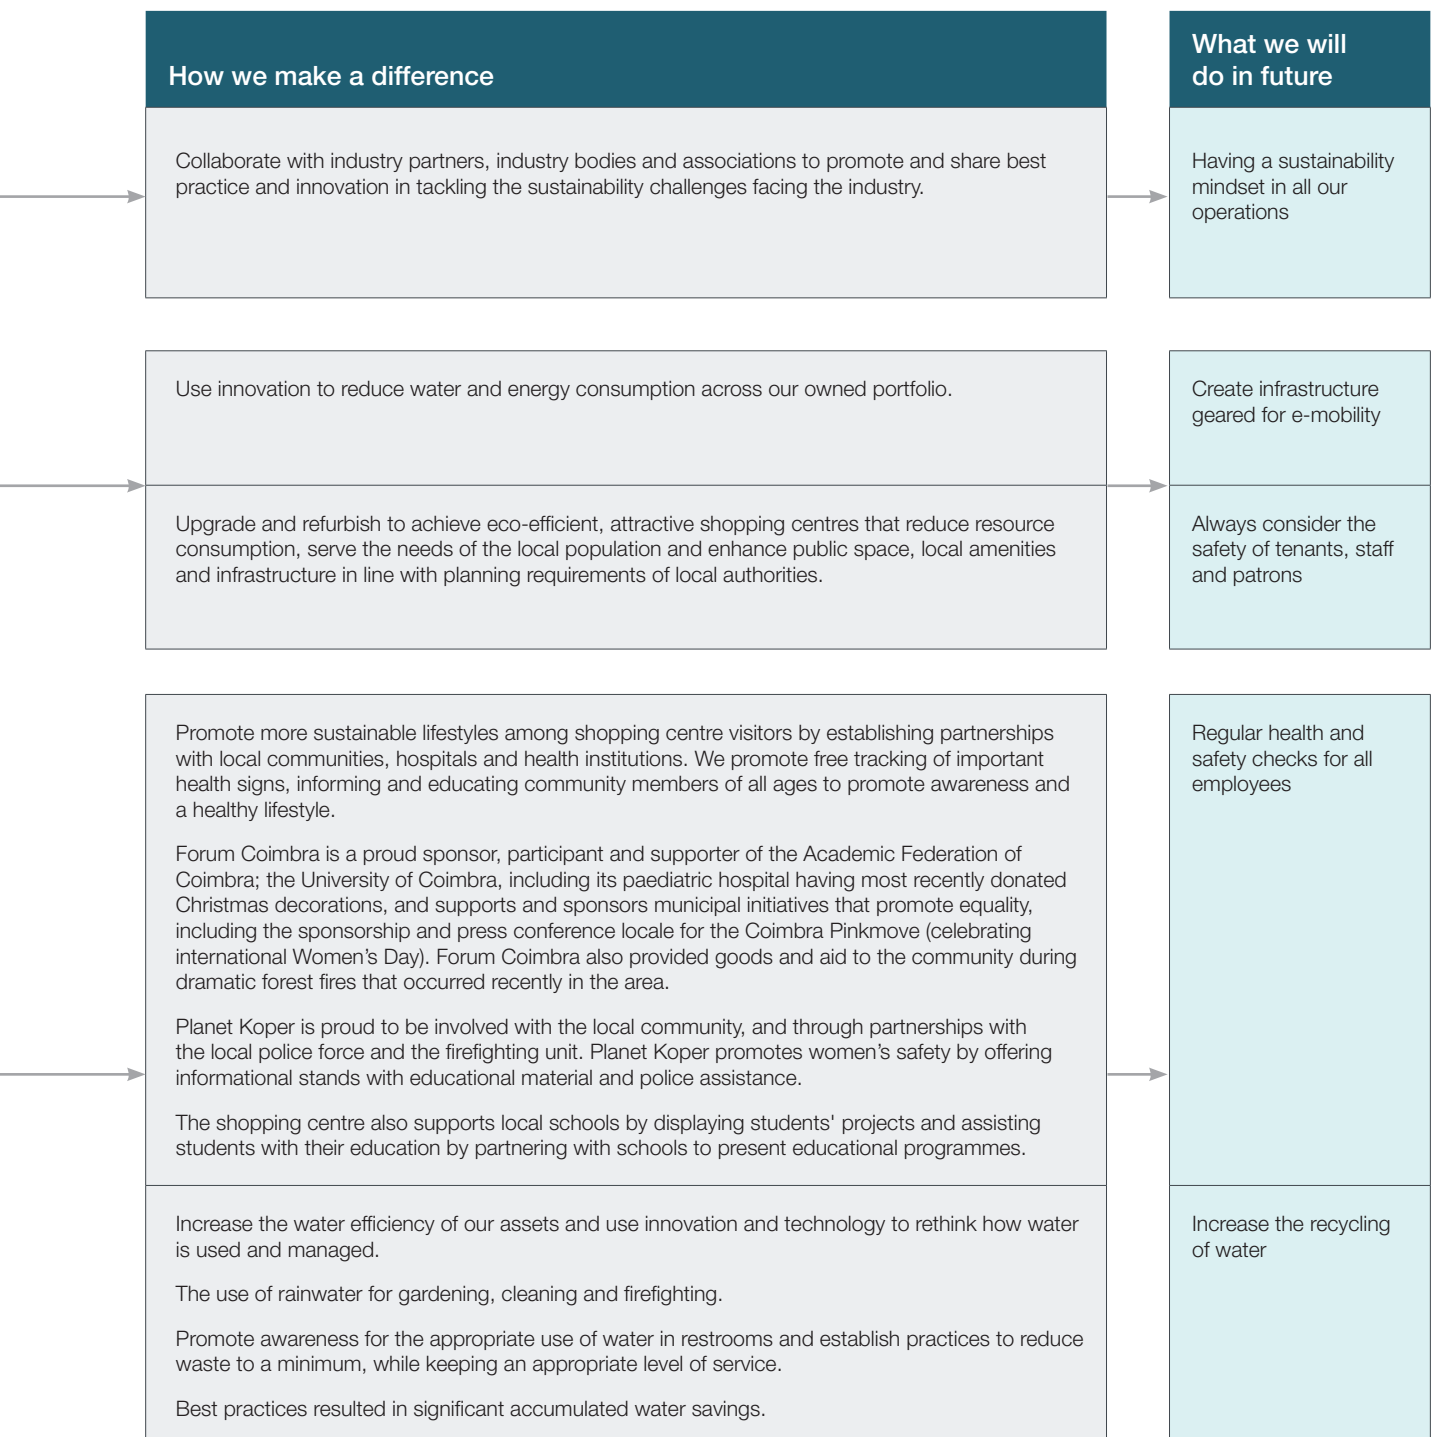 How we make a difference
What we will
do in future
Collaborate with industry partners, industry bodies and associations to promote and share best
practice and innovation in tackling the sustainability challenges facing the industry.
Having a sustainability
mindset in all our
operations
Use innovation to reduce water and energy consumption across our owned portfolio.
Create infrastructure
geared for e-mobility
Upgrade and refurbish to achieve eco-efficient, attractive shopping centres that reduce resource
consumption, serve the needs of the local population and enhance public space, local amenities
and infrastructure in line with planning requirements of local authorities.
Always consider the
safety of tenants, staff
and patrons
Promote more sustainable lifestyles among shopping centre visitors by establishing partnerships
with local communities, hospitals and health institutions. We promote free tracking of important
health signs, informing and educating community members of all ages to promote awareness and
a healthy lifestyle.
Forum Coimbra is a proud sponsor, participant and supporter of the Academic Federation of
Coimbra; the University of Coimbra, including its paediatric hospital having most recently donated
Christmas decorations, and supports and sponsors municipal initiatives that promote equality,
including the sponsorship and press conference locale for the Coimbra Pinkmove (celebrating
international Women’s Day). Forum Coimbra also provided goods and aid to the community during
dramatic forest fires that occurred recently in the area.
Planet Koper is proud to be involved with the local community, and through partnerships with
the local police force and the firefighting unit. Planet Koper promotes women’s safety by offering
informational stands with educational material and police assistance.
The shopping centre also supports local schools by displaying students' projects and assisting
students with their education by partnering with schools to present educational programmes.
Regular health and
safety checks for all
employees
Increase the water efficiency of our assets and use innovation and technology to rethink how water
is used and managed.
The use of rainwater for gardening, cleaning and firefighting.
Promote awareness for the appropriate use of water in restrooms and establish practices to reduce
waste to a minimum, while keeping an appropriate level of service.
Best practices resulted in significant accumulated water savings.
Increase the recycling
of water